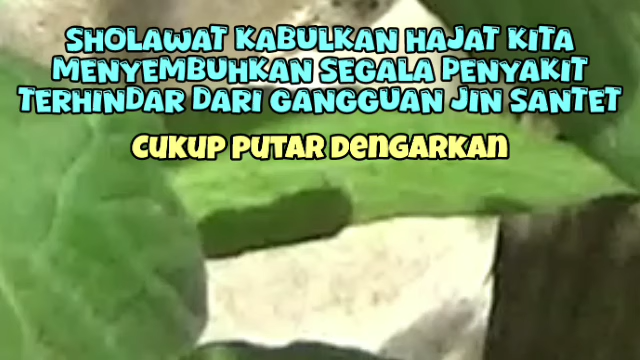 SHOLAWAT KABULKAN HAJAT KITA
MENYEMBUHKAN SEGALA PENYAKIT
TERHINDAR DARI GANGGUAN JIN SANTET
CUKUP PUTAR DENGARKAN